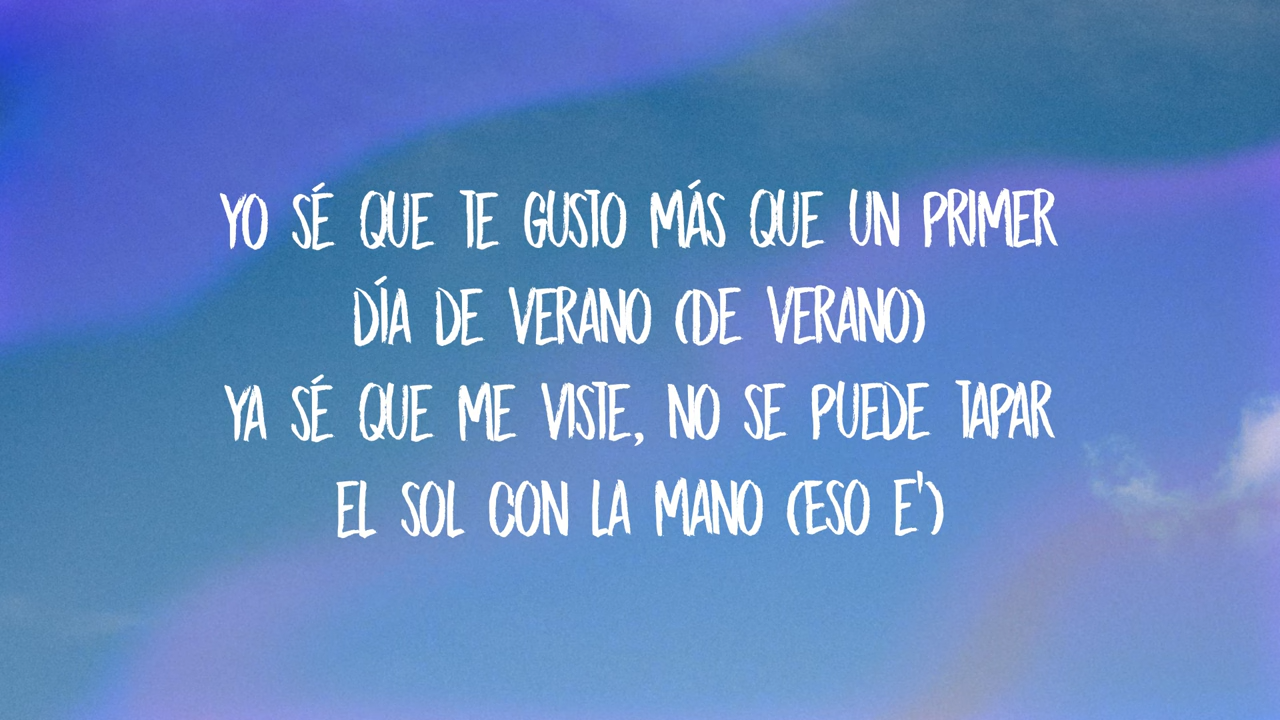 YO SÉ QUE TE GUSTO MÁS QUE UN PRIMER
DÍA DE VERANO (DE VERANO)
YA SÉ QUE ME VISTE, NO SE PUEDE TAPAR
EL SOL CON LA MANO (ESO E')